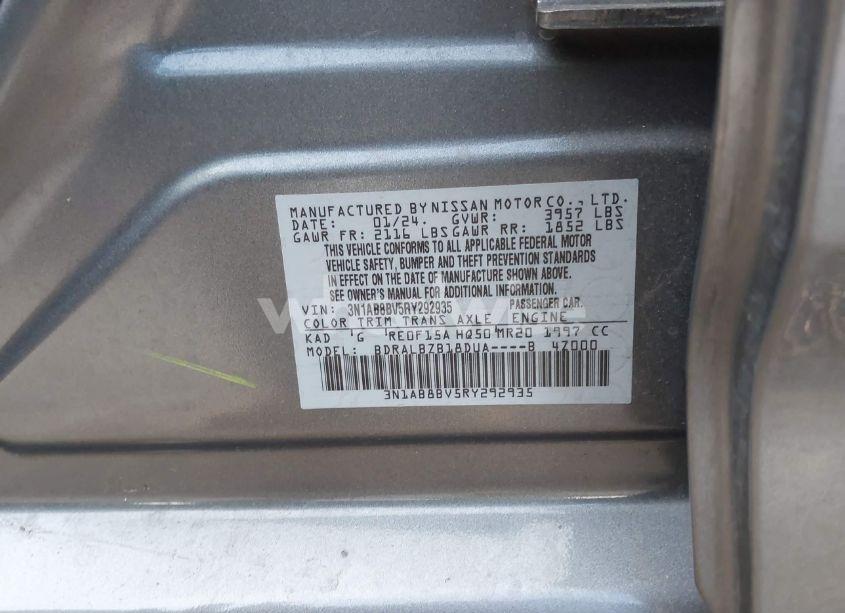 MANUFACTURED BY NISSAN MOTOR CO., LTD.
DATE: 01/24. GVWR: 3957 LBS
GAWR FR: 2116 LBS GAWR RR: 1852 LBS
THIS VEHICLE CONFORMS TO ALL APPLICABLE FEDERAL MOTOR
VEHICLE SAFETY, BUMPER AND THEFT PREVENTION STANDARDS
IN EFFECT ON THE DATE OF MANUFACTURE SHOWN ABOVE.
SEE OWNER'S MANUAL FOR ADDITIONAL INFORMATION.
VIN: 3N1AB8BV5RY292935 PASSENGER CAR.
COLOR TRIM TRANS AXLE ENGINE
KAD G RE0F15A HQ50 MR20 1997 CC
MODEL: BDRALBZB18DUA----B 4Z000
3N1AB8BV5RY292935